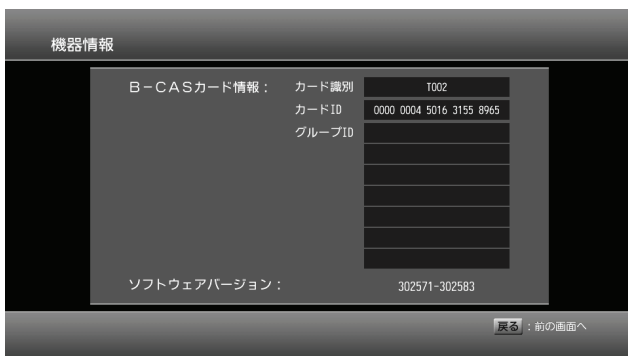 機器情報
B－CASカード情報： カード識別 T002
カードID 0000 0004 5016 3155 8965
グループID
ソフトウェアバージョン： 302571-302583
戻る：前の画面へ